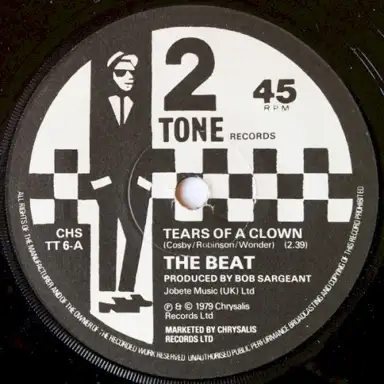 2
TONE RECORDS
45
RPM
CHS
TT 6-A
TEARS OF A CLOWN
(Cosby/Robinson/Wonder) (2.39)
THE BEAT
PRODUCED BY BOB SARGEANT
Jobete Music (UK) Ltd
℗ & © 1979 Chrysalis
Records Ltd
MARKETED BY CHRYSALIS
RECORDS LTD
ALL RIGHTS OF THE MANUFACTURER AND OF THE OWNER OF THE RECORDED WORK RESERVED UNAUTHORISED PUBLIC PERFORMANCE BROADCASTING AND COPYING OF THIS RECORD PROHIBITED